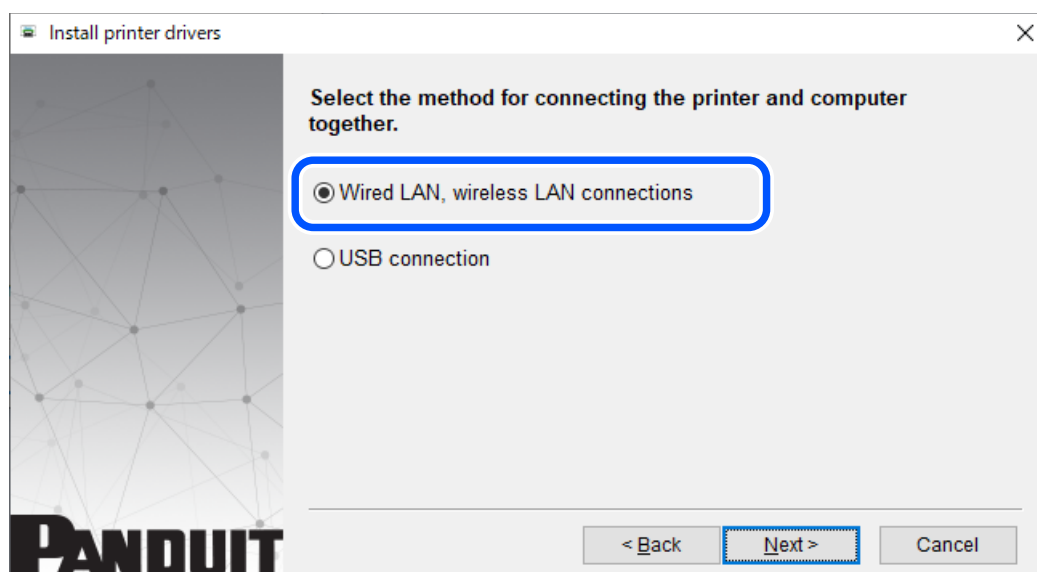 Install printer drivers
Select the method for connecting the printer and computer
together.
Wired LAN, wireless LAN connections
USB connection
PANDUIT
< Back
Next >
Cancel